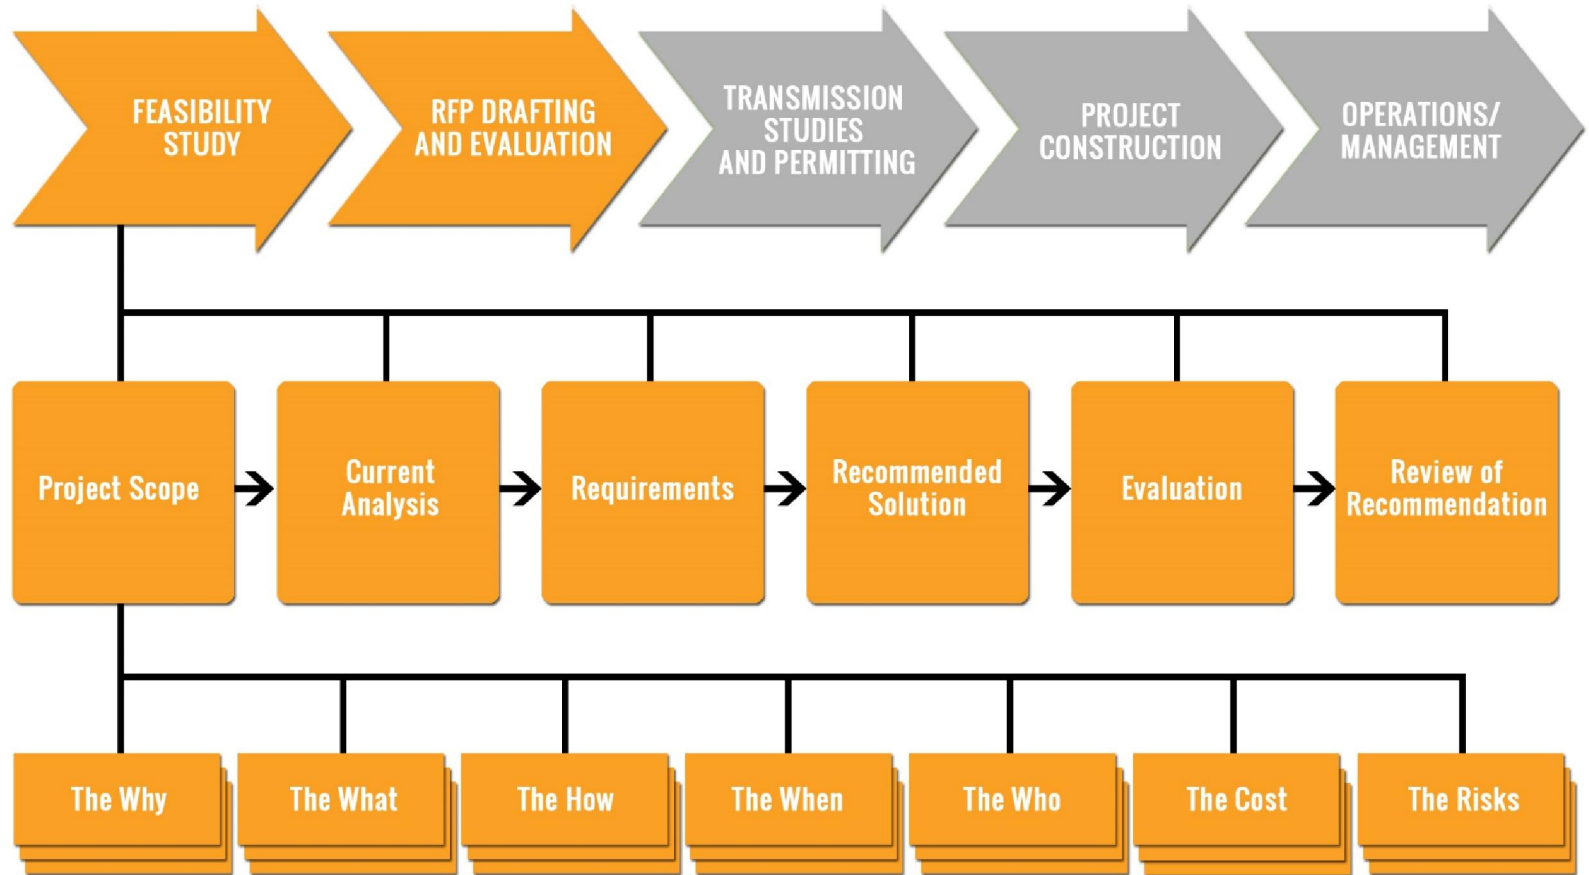 FEASIBILITY
STUDY
RFP DRAFTING
AND EVALUATION
TRANSMISSION
STUDIES
AND PERMITTING
PROJECT
CONSTRUCTION
OPERATIONS/
MANAGEMENT
Project Scope
Current
Analysis
Requirements
Recommended
Solution
Evaluation
Review of
Recommendation
The Why
The What
The How
The When
The Who
The Cost
The Risks